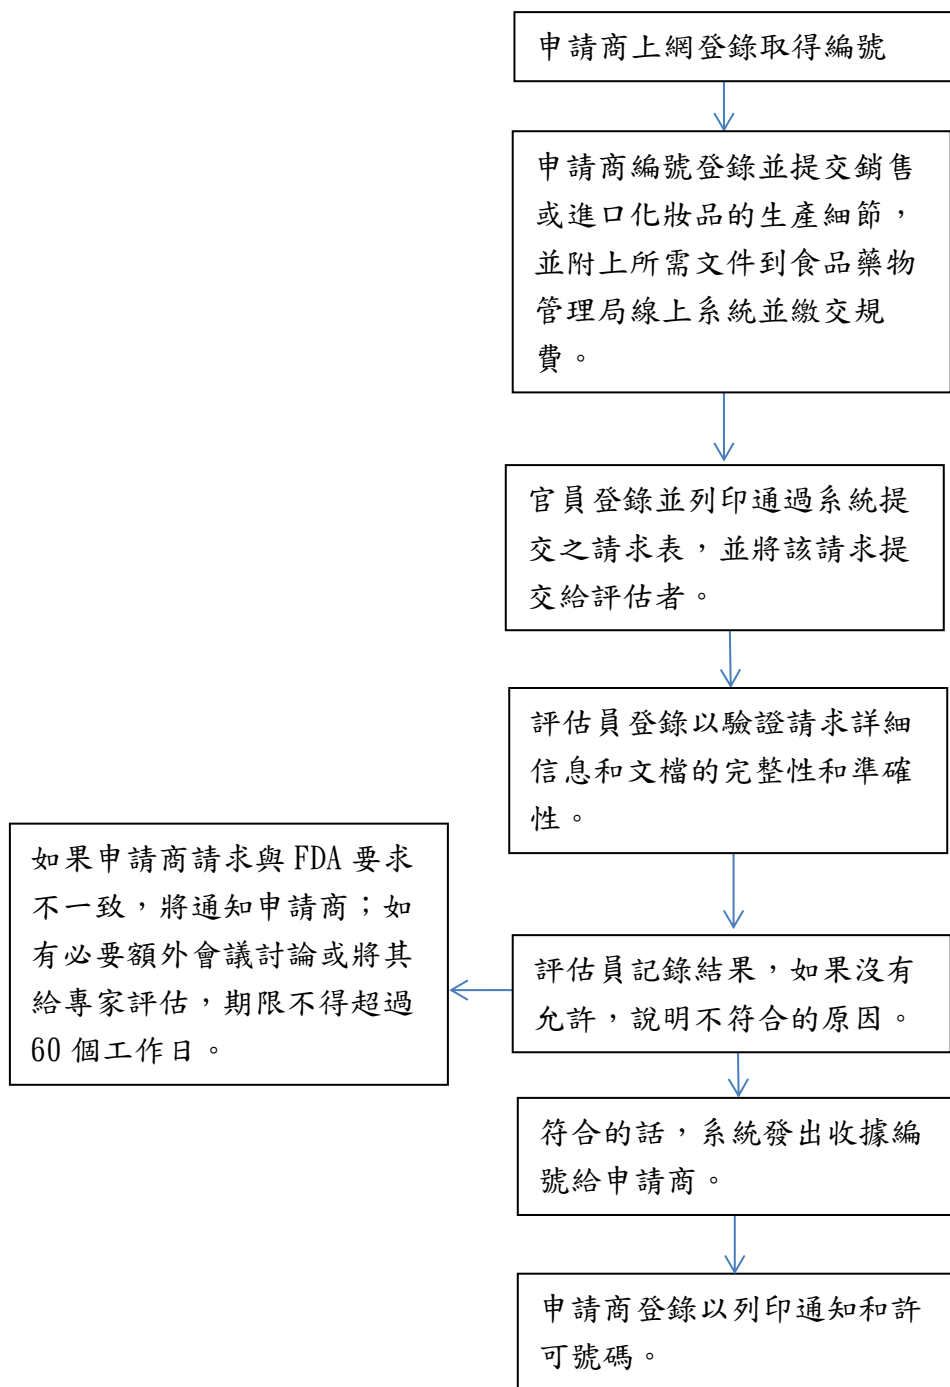 申請商上網登錄取得編號
申請商編號登錄並提交銷售
或進口化妝品的生產細節，
並附上所需文件到食品藥物
管理局線上系統並繳交規
費。
官員登錄並列印通過系統提
交之請求表，並將該請求提
交給評估者。
評估員登錄以驗證請求詳細
信息和文檔的完整性和準確
性。
如果申請商請求與 FDA 要求
不一致，將通知申請商；如
有必要額外會議討論或將其
給專家評估，期限不得超過
60 個工作日。
評估員記錄結果，如果沒有
允許，說明不符合的原因。
符合的話，系統發出收據編
號給申請商。
申請商登錄以列印通知和許
可號碼。